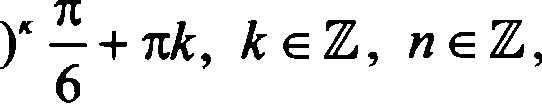 )^κ π/6 + πk, k ∈ ℤ, n ∈ ℤ,